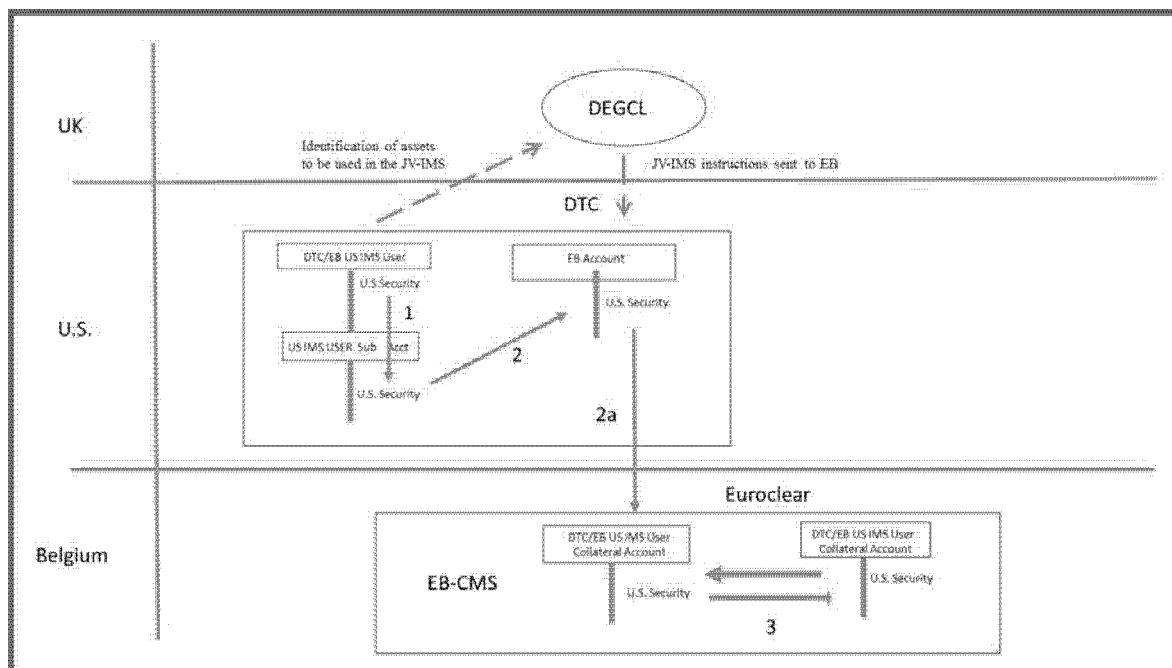 UK
DEGCL
Identification of assets
to be used in the JV-IMS
JV-IMS instructions sent to EB
DTC
U.S.
DTC/EB US IMS User
U.S Security
1
US IMS USER Sub Acct
U.S. Security
2
EB Account
U.S. Security
2a
Belgium
Euroclear
EB-CMS
DTC/EB US IMS User
Collateral Account
U.S. Security
DTC/EB US IMS User
Collateral Account
U.S. Security
3